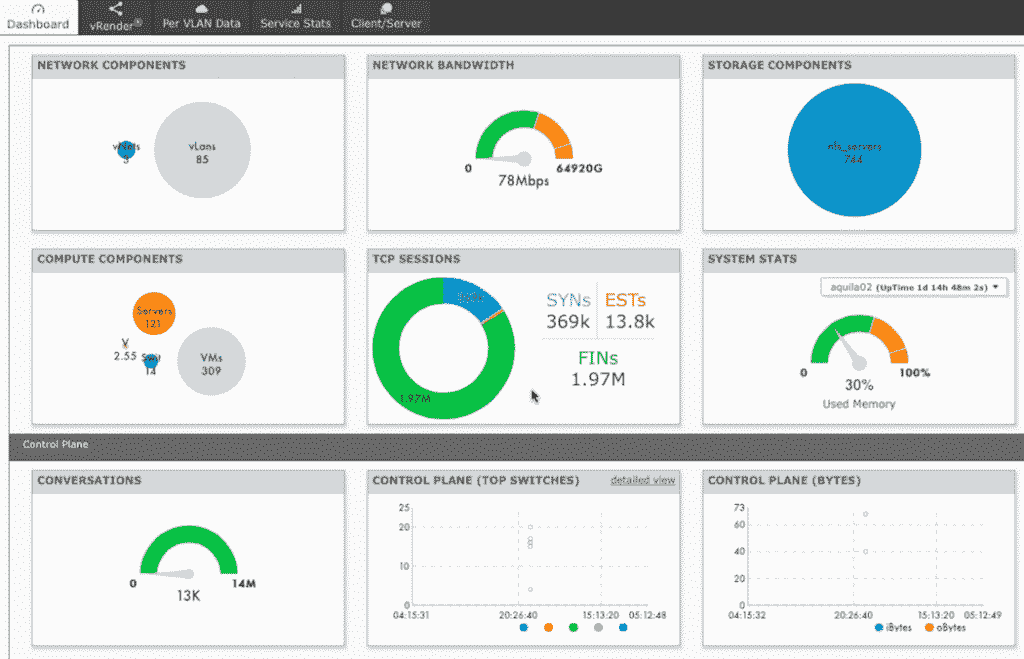 Dashboard
vRender®
Per VLAN Data
Service Stats
Client/Server
NETWORK COMPONENTS
vNets
3
vLans
85
NETWORK BANDWIDTH
0
64920G
78Mbps
STORAGE COMPONENTS
nfs_servers
744
COMPUTE COMPONENTS
Servers
121
V
2.55
14
VMs
309
TCP SESSIONS
1.97M
SYNs
369k
ESTs
13.8k
FINs
1.97M
SYSTEM STATS
aquila02 (UpTime 1d 14h 48m 2s)
0
100%
30%
Used Memory
Control Plane
CONVERSATIONS
0
14M
13K
CONTROL PLANE (TOP SWITCHES)
detailed view
25
20
10
0
04:15:31
20:26:40
15:13:20
05:12:48
CONTROL PLANE (BYTES)
73
60
40
20
0
04:15:32
20:26:40
15:13:20
05:12:49
iBytes
oBytes